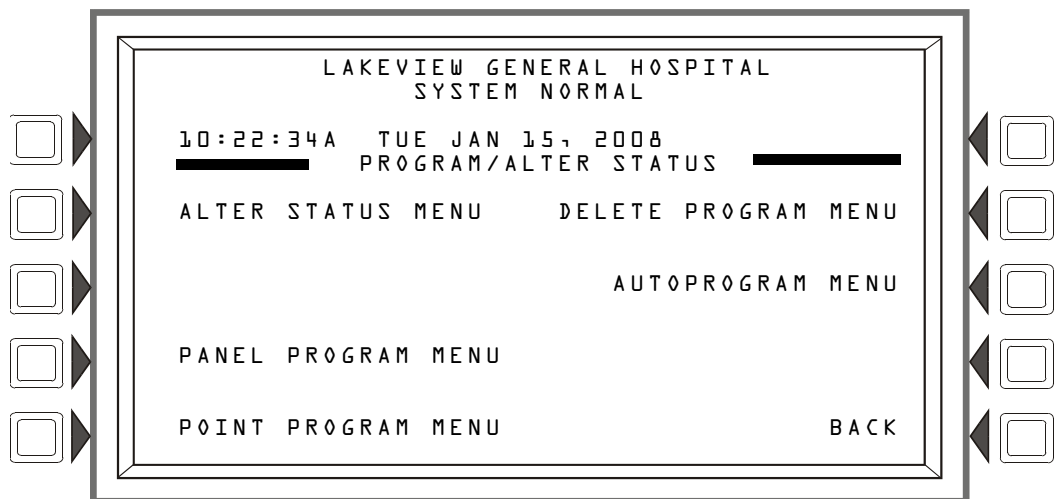 LAKEVIEW GENERAL HOSPITAL
SYSTEM NORMAL
10:22:34A TUE JAN 15, 2008
PROGRAM/ALTER STATUS
ALTER STATUS MENU DELETE PROGRAM MENU
AUTOPROGRAM MENU
PANEL PROGRAM MENU
POINT PROGRAM MENU BACK